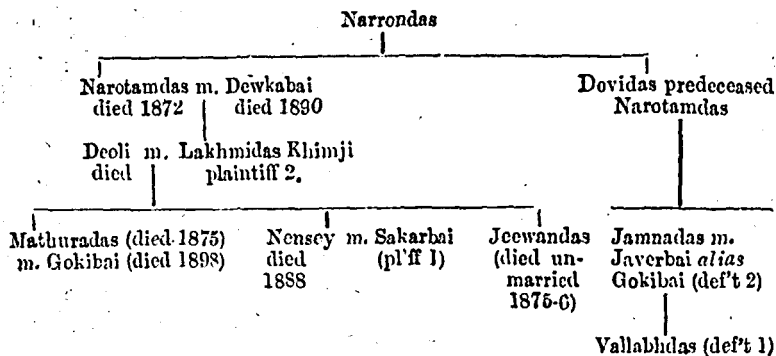 Narrondas
Narotamdas m. Dewkabai
died 1872 died 1890
Dovidas predeceased
Narotamdas
Deoli m. Lakhmidas Khimji
died plaintiff 2.
Mathuradas (died 1875)
m. Gokibai (died 1898)
Nensey m. Sakarbai
died (pl'ff 1)
1888
Jeewandas
(died un-
married
1875-6)
Jamnadas m.
Javerbai alias
Gokibai (def't 2)
Vallabhdas (def't 1)